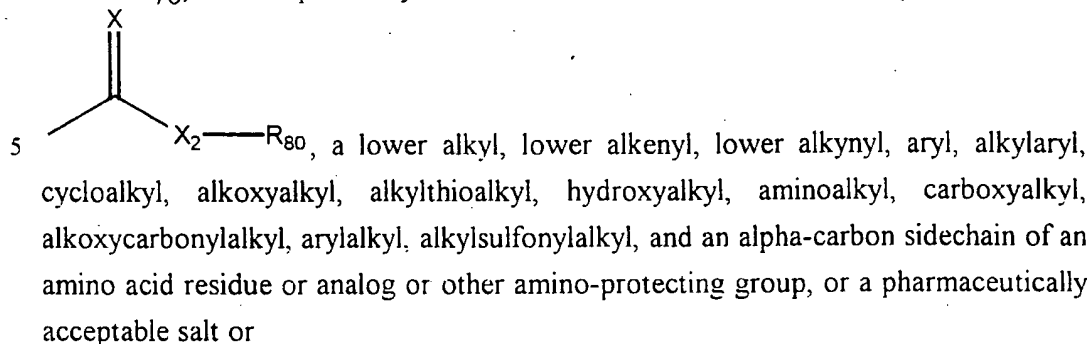 X
5 X2—R80, a lower alkyl, lower alkenyl, lower alkynyl, aryl, alkylaryl,
cycloalkyl, alkoxyalkyl, alkylthioalkyl, hydroxyalkyl, aminoalkyl, carboxyalkyl,
alkoxycarbonylalkyl, arylalkyl, alkylsulfonylalkyl, and an alpha-carbon sidechain of an
amino acid residue or analog or other amino-protecting group, or a pharmaceutically
acceptable salt or